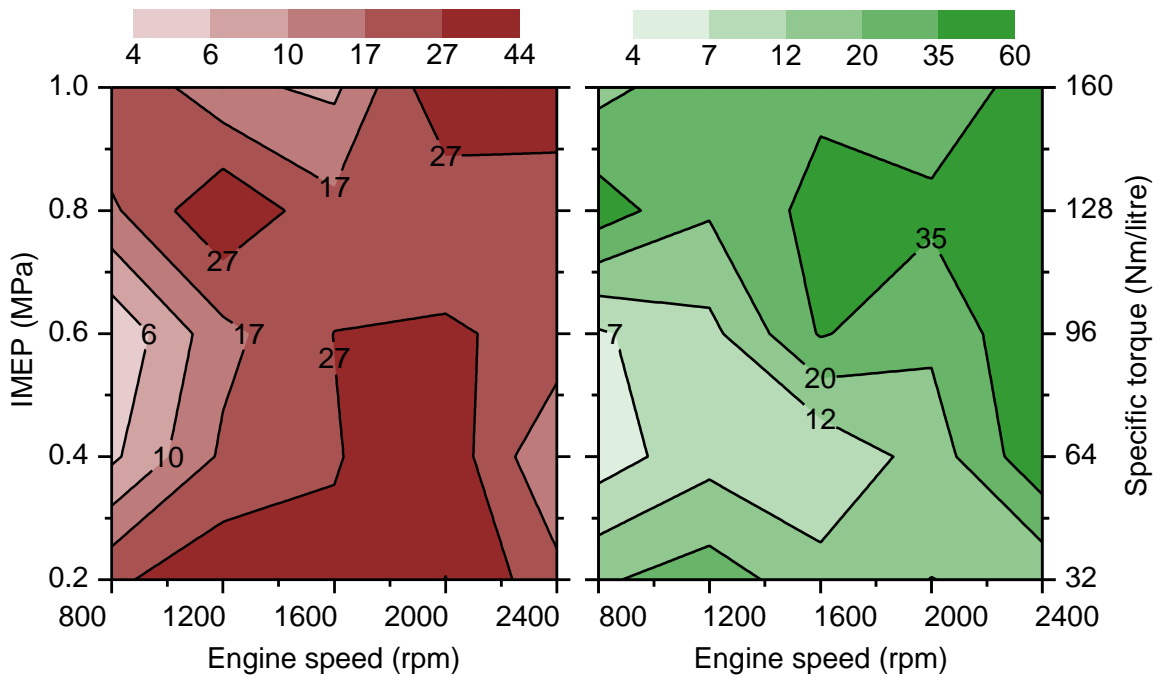 4 6 10 17 27 44
4 7 12 20 35 60
1.0
0.8
0.6
0.4
0.2
IMEP (MPa)
27
17
27
6
17
27
10
800 1200 1600 2000 2400
Engine speed (rpm)
35
7
20
12
160
128
96
64
32
Specific torque (Nm/litre)
800 1200 1600 2000 2400
Engine speed (rpm)